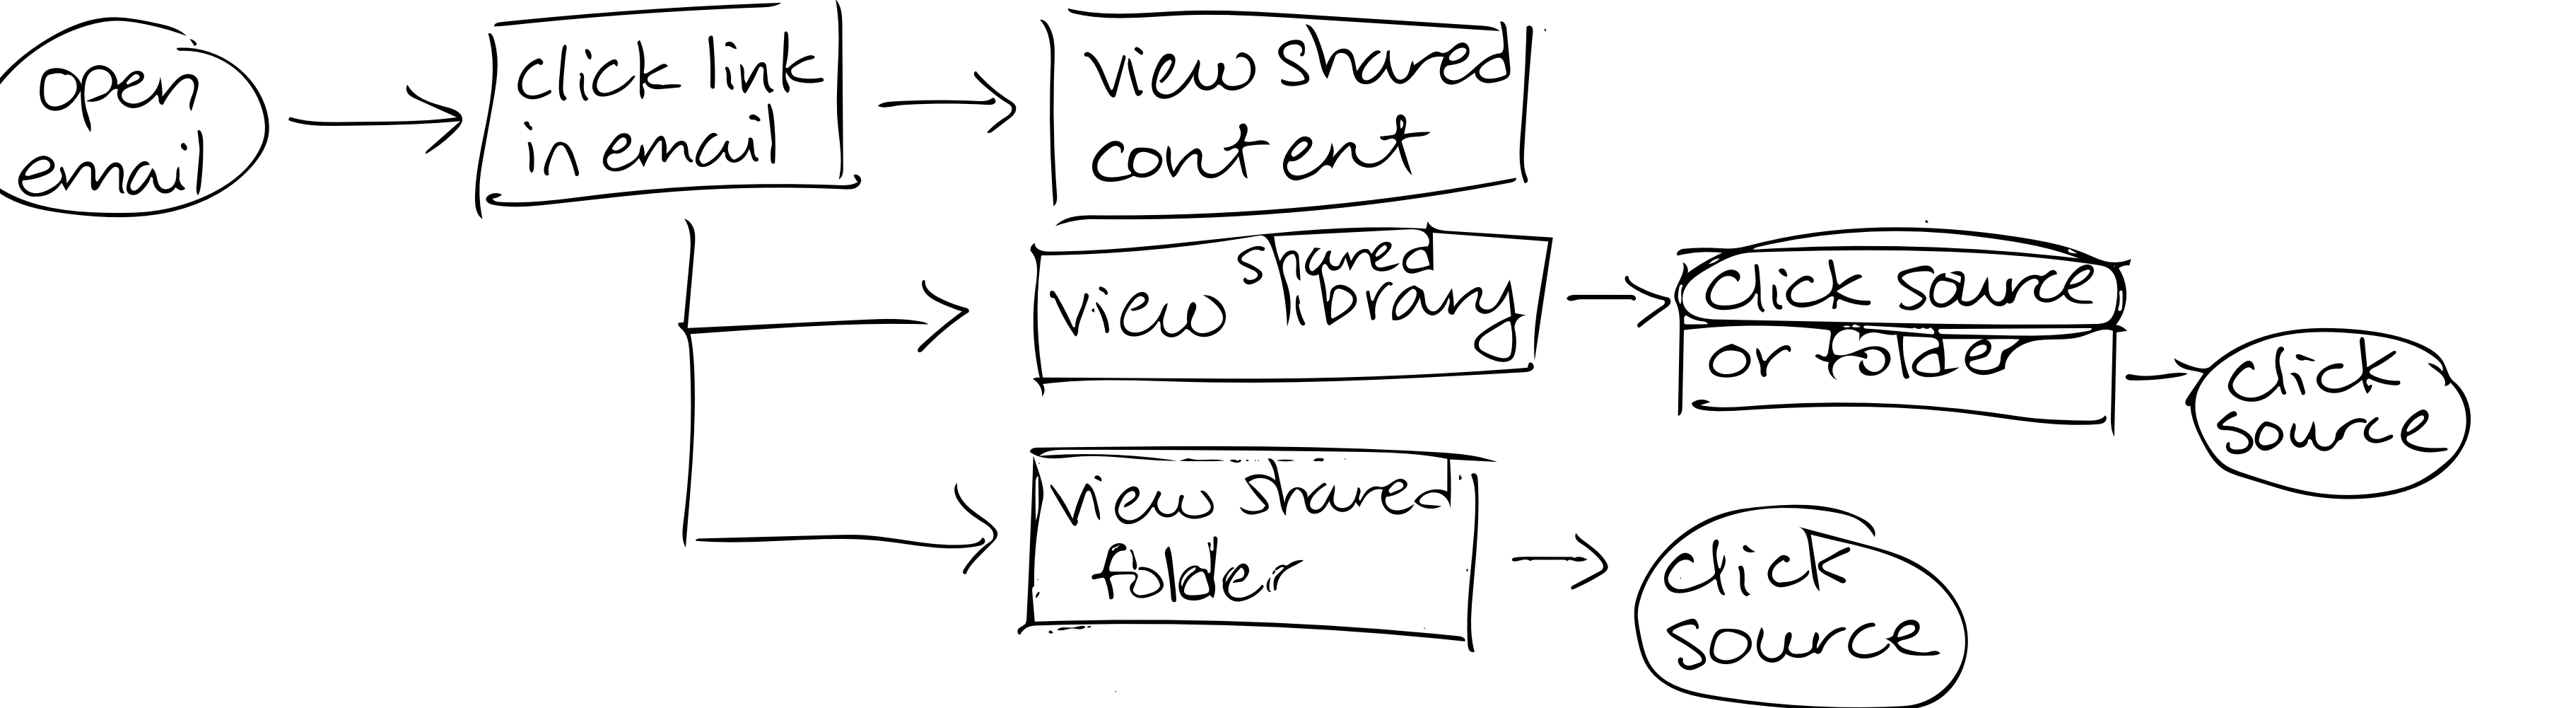 open
email
click link
in email
view shared
content
view shared library
click source
or folder
click
source
view shared
folder
click
source